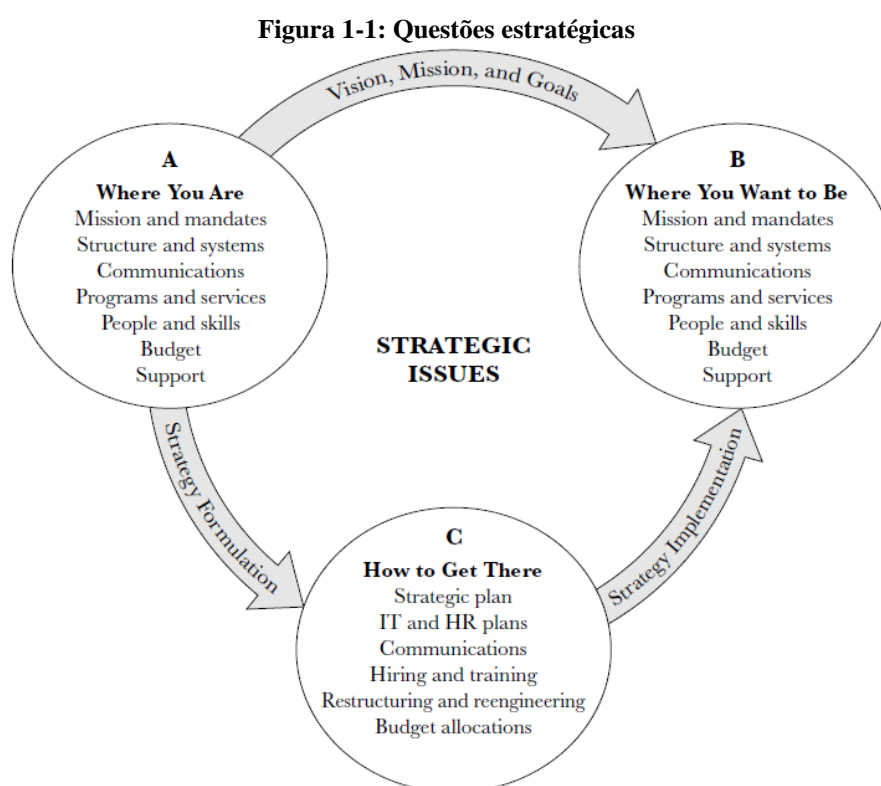 Figura 1-1: Questões estratégicas
Vision, Mission, and Goals
A
Where You Are
Mission and mandates
Structure and systems
Communications
Programs and services
People and skills
Budget
Support
B
Where You Want to Be
Mission and mandates
Structure and systems
Communications
Programs and services
People and skills
Budget
Support
STRATEGIC
ISSUES
Strategy Formulation
Strategy Implementation
C
How to Get There
Strategic plan
IT and HR plans
Communications
Hiring and training
Restructuring and reengineering
Budget allocations